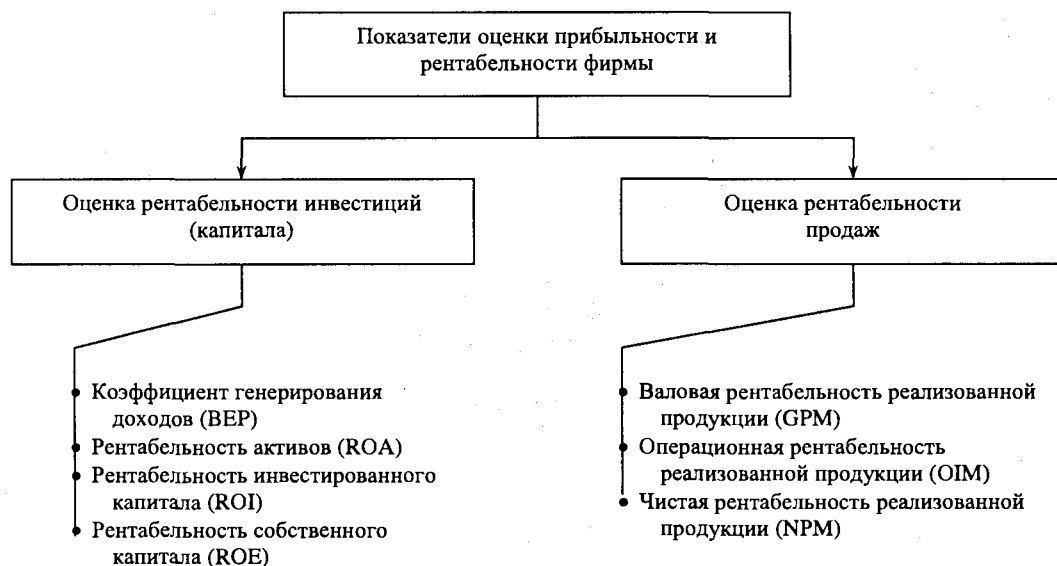 Показатели оценки прибыльности и
рентабельности фирмы
Оценка рентабельности инвестиций
(капитала)
Оценка рентабельности
продаж
Коэффициент генерирования
доходов (BEP)
Рентабельность активов (ROA)
Рентабельность инвестированного
капитала (ROI)
Рентабельность собственного
капитала (ROE)
Валовая рентабельность реализованной
продукции (GPM)
Операционная рентабельность
реализованной продукции (OIM)
Чистая рентабельность реализованной
продукции (NPM)